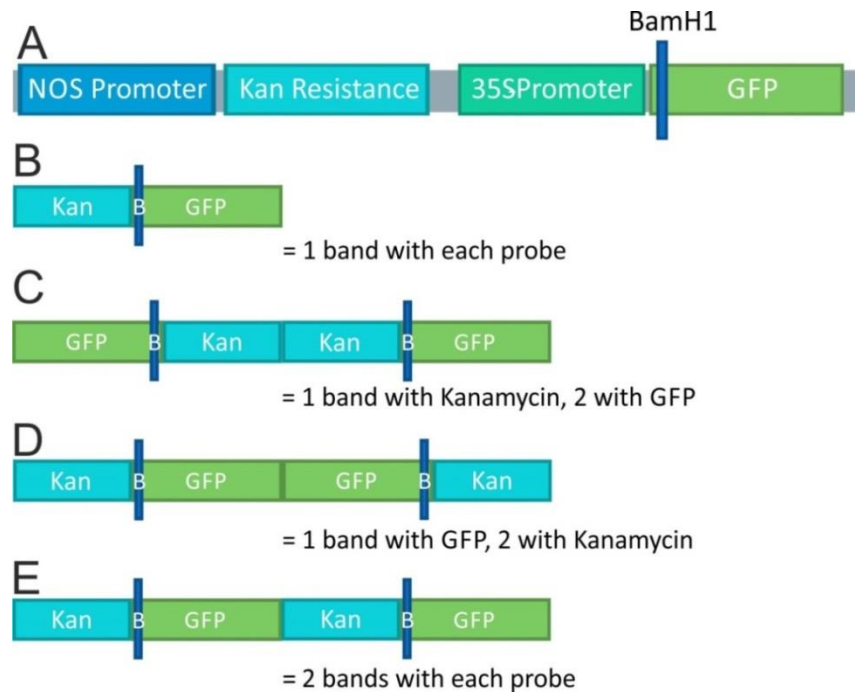 BamH1
A
NOS Promoter Kan Resistance 35SPromoter GFP
B
Kan B GFP
= 1 band with each probe
C
GFP B Kan Kan B GFP
= 1 band with Kanamycin, 2 with GFP
D
Kan B GFP GFP B Kan
= 1 band with GFP, 2 with Kanamycin
E
Kan B GFP Kan B GFP
= 2 bands with each probe